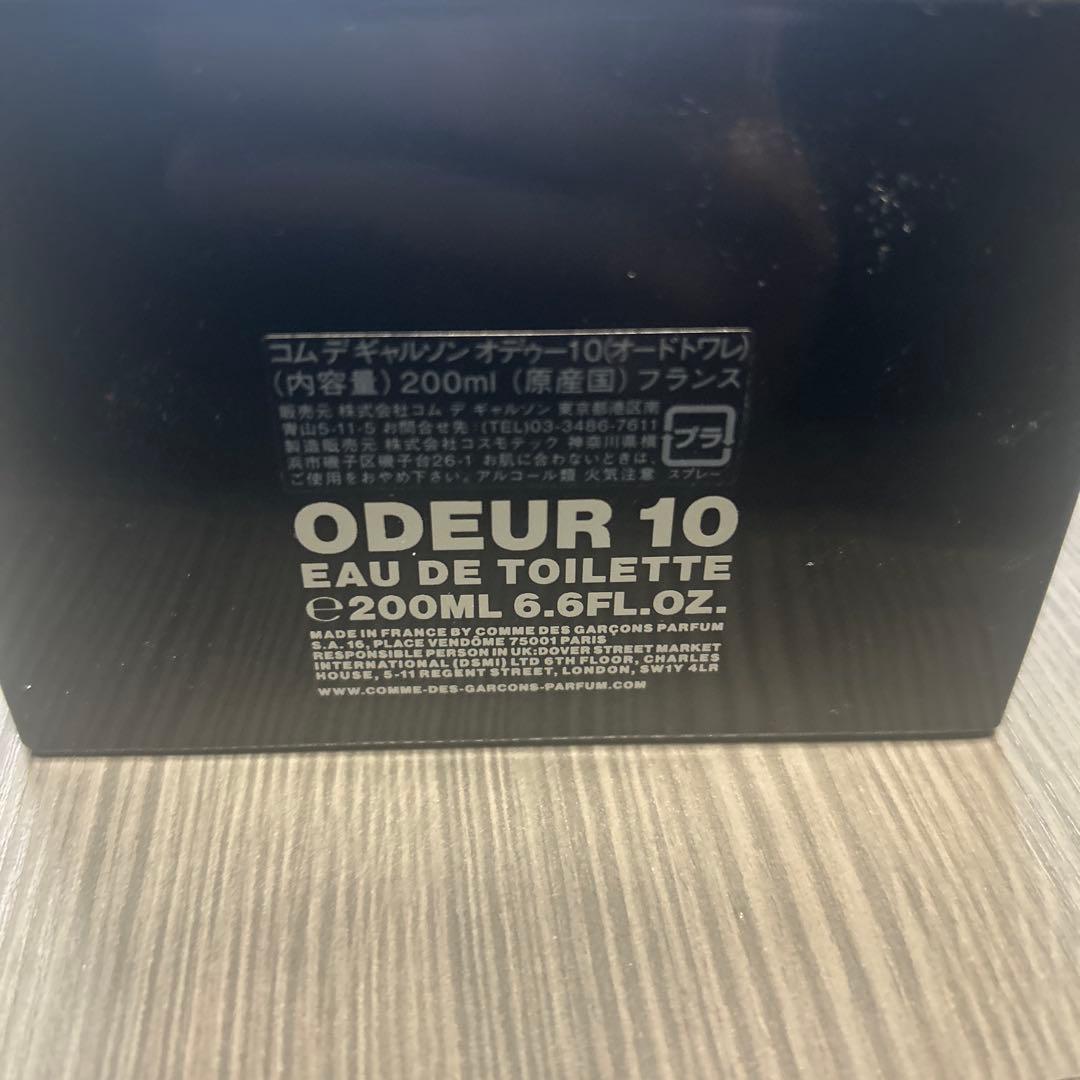 コム デ ギャルソン オデゥー10(オードトワレ)
(内容量) 200ml (原産国) フランス
販売元 株式会社コム デ ギャルソン 東京都港区南
青山5-11-5 お問合せ先:(TEL)03-3486-7611
製造販売元 株式会社コスモテック 神奈川県横
浜市磯子区磯子台26-1 お肌に合わないときは、
ご使用をおやめ下さい。アルコール類 火気注意
プラ
スプレー
ODEUR 10
EAU DE TOILETTE
℮200ML 6.6FL.OZ.
MADE IN FRANCE BY COMME DES GARÇONS PARFUM
S.A. 16, PLACE VENDÔME 75001 PARIS
RESPONSIBLE PERSON IN UK:DOVER STREET MARKET
INTERNATIONAL (DSMI) LTD 6TH FLOOR, CHARLES
HOUSE, 5-11 REGENT STREET, LONDON, SW1Y 4LR
WWW.COMME-DES-GARCONS-PARFUM.COM